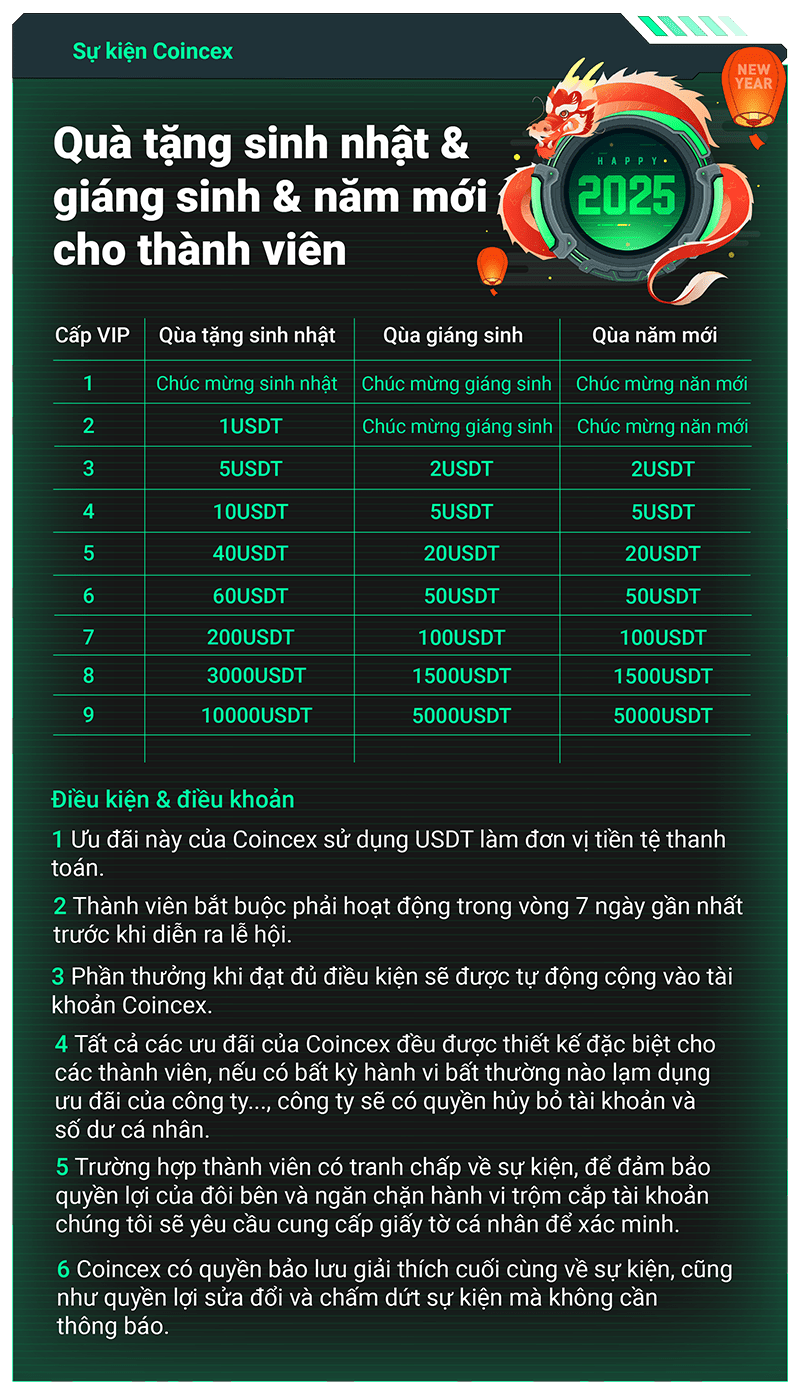 Sự kiện Coincex
NEW
YEAR
HAPPY
2025
Quà tặng sinh nhật &
giáng sinh & năm mới
cho thành viên
Cấp VIP Qùa tặng sinh nhật Qùa giáng sinh Qùa năm mới
1 Chúc mừng sinh nhật Chúc mừng giáng sinh Chúc mừng năn mới
2 1USDT Chúc mừng giáng sinh Chúc mừng năn mới
3 5USDT 2USDT 2USDT
4 10USDT 5USDT 5USDT
5 40USDT 20USDT 20USDT
6 60USDT 50USDT 50USDT
7 200USDT 100USDT 100USDT
8 3000USDT 1500USDT 1500USDT
9 10000USDT 5000USDT 5000USDT
Điều kiện & điều khoản
1 Ưu đãi này của Coincex sử dụng USDT làm đơn vị tiền tệ thanh
toán.
2 Thành viên bắt buộc phải hoạt động trong vòng 7 ngày gần nhất
trước khi diễn ra lễ hội.
3 Phần thưởng khi đạt đủ điều kiện sẽ được tự động cộng vào tài
khoản Coincex.
4 Tất cả các ưu đãi của Coincex đều được thiết kế đặc biệt cho
các thành viên, nếu có bất kỳ hành vi bất thường nào lạm dụng
ưu đãi của công ty..., công ty sẽ có quyền hủy bỏ tài khoản và
số dư cá nhân.
5 Trường hợp thành viên có tranh chấp về sự kiện, để đảm bảo
quyền lợi của đôi bên và ngăn chặn hành vi trộm cắp tài khoản
chúng tôi sẽ yêu cầu cung cấp giấy tờ cá nhân để xác minh.
6 Coincex có quyền bảo lưu giải thích cuối cùng về sự kiện, cũng
như quyền lợi sửa đổi và chấm dứt sự kiện mà không cần
thông báo.